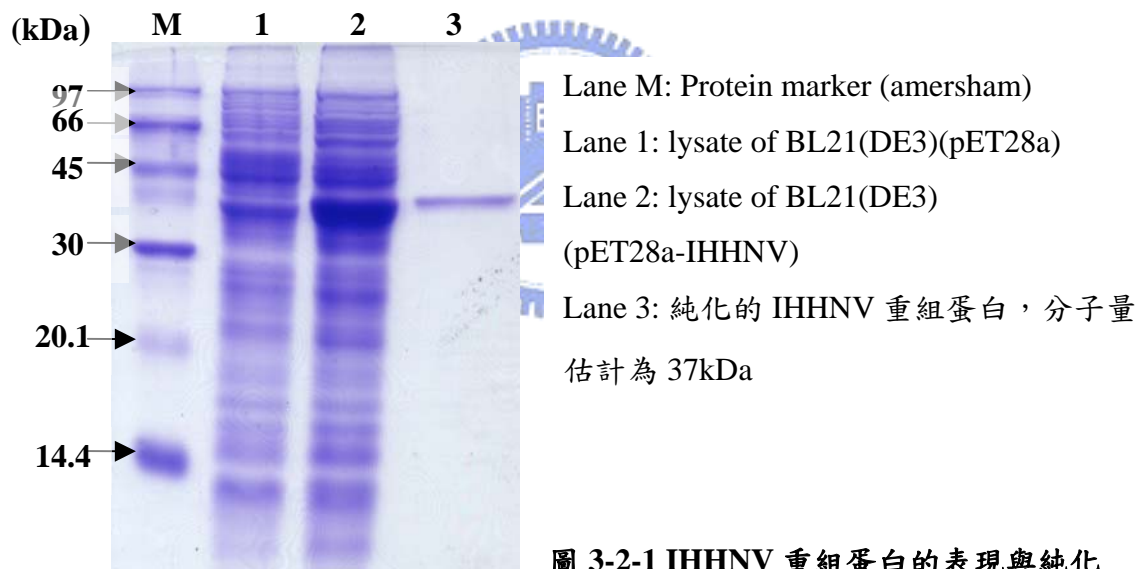 (kDa) M 1 2 3
97
66
45
30
20.1
14.4
Lane M: Protein marker (amersham)
Lane 1: lysate of BL21(DE3)(pET28a)
Lane 2: lysate of BL21(DE3)
(pET28a-IHHNV)
Lane 3: 純化的 IHHNV 重組蛋白，分子量
估計為 37kDa
圖 3-2-1 IHHNV 重組蛋白的表現與純化